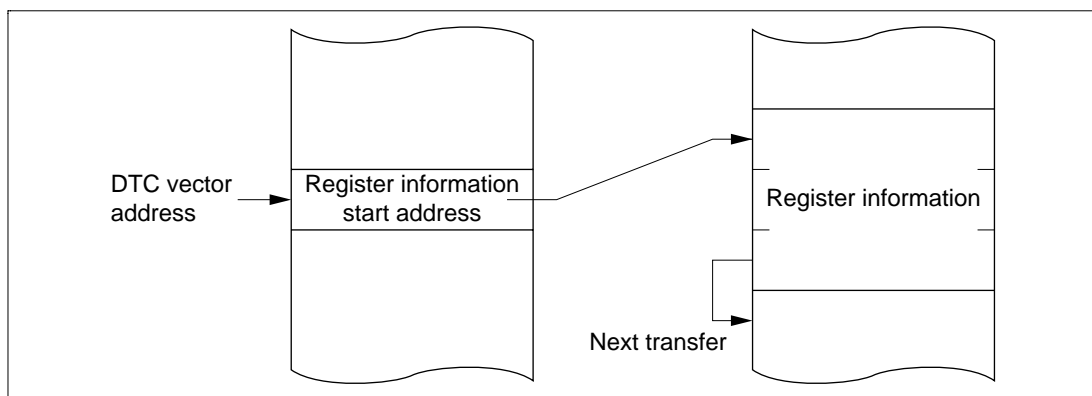 DTC vector
address
Register information
start address
Register information
Next transfer